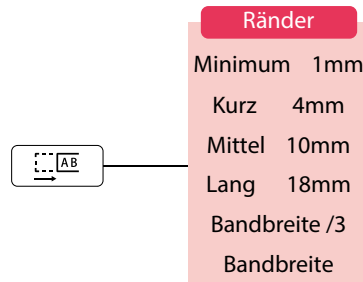 Ränder
Minimum 1mm
Kurz 4mm
Mittel 10mm
AB
Lang 18mm
Bandbreite /3
Bandbreite